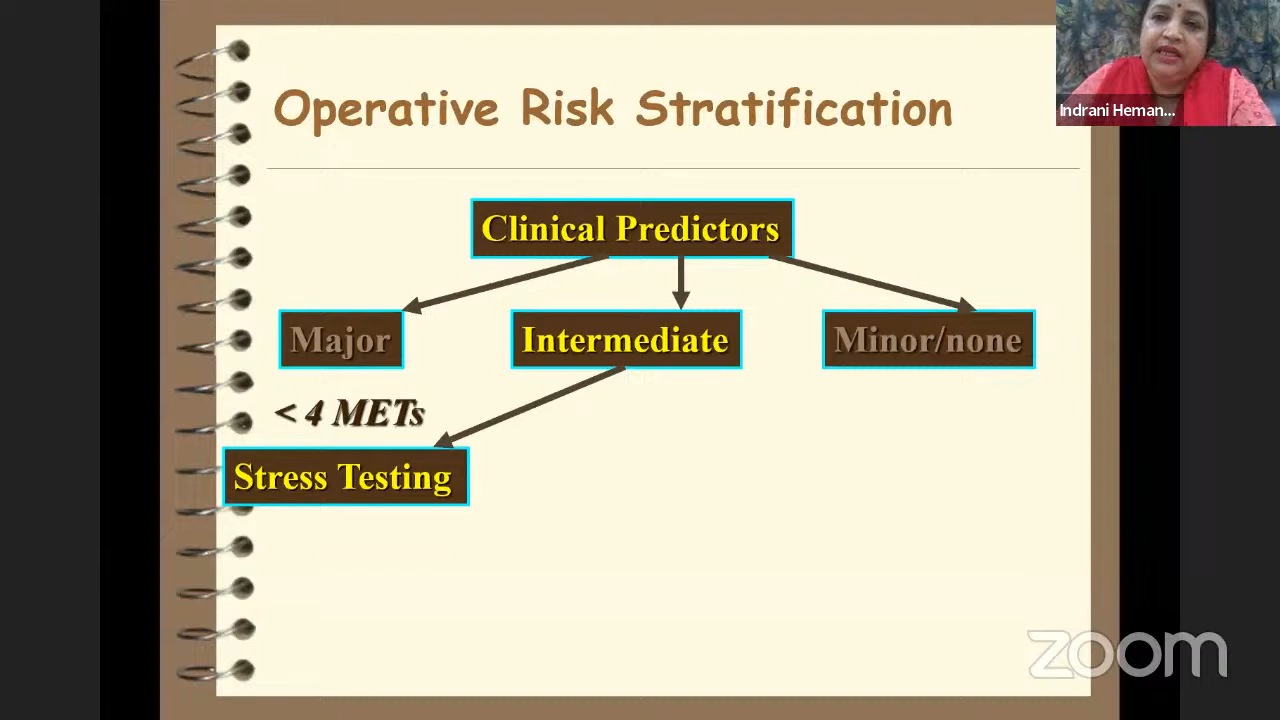 Operative Risk Stratification
Indrani Heman...
Clinical Predictors
Major
Intermediate
Minor/none
< 4 METs
Stress Testing
zoom